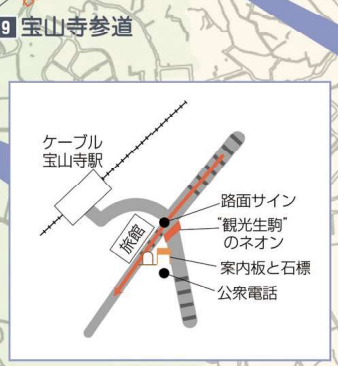 9 宝山寺参道
ケーブル
宝山寺駅
路面サイン
“観光生駒”
のネオン
旅館
案内板と石標
公衆電話